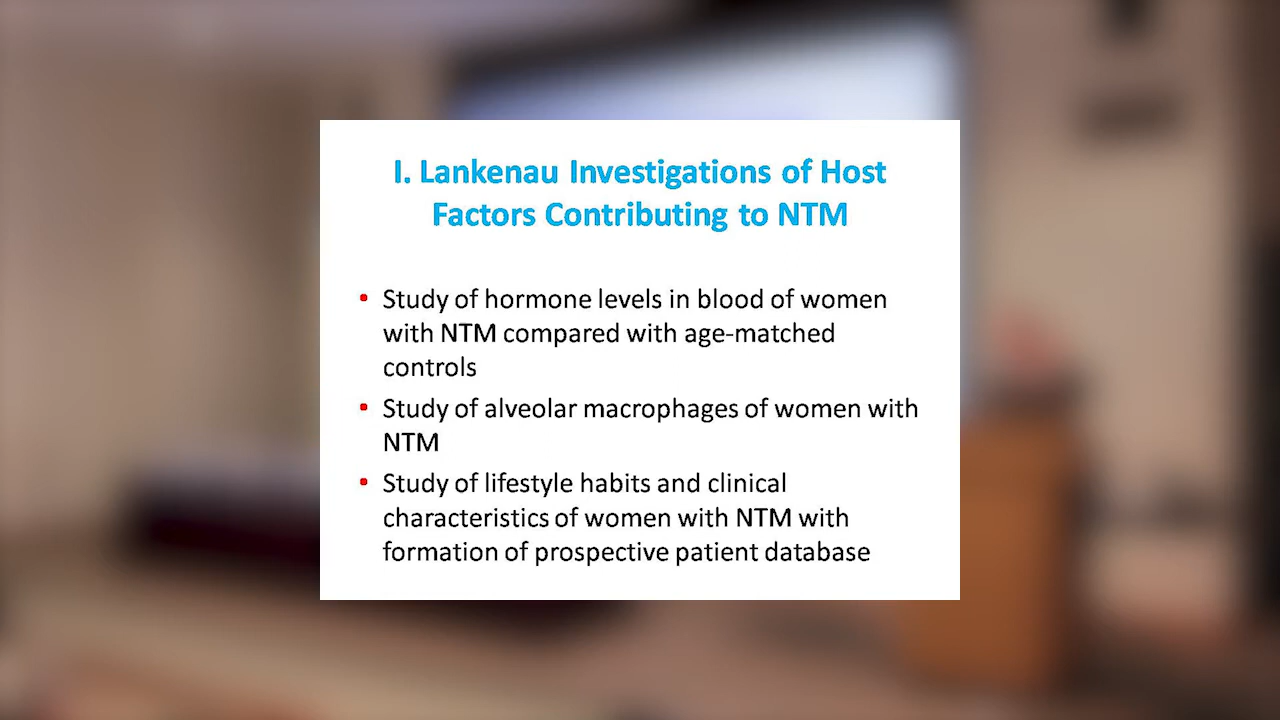 I. Lankenau Investigations of Host
Factors Contributing to NTM
• Study of hormone levels in blood of women
with NTM compared with age-matched
controls
• Study of alveolar macrophages of women with
NTM
• Study of lifestyle habits and clinical
characteristics of women with NTM with
formation of prospective patient database